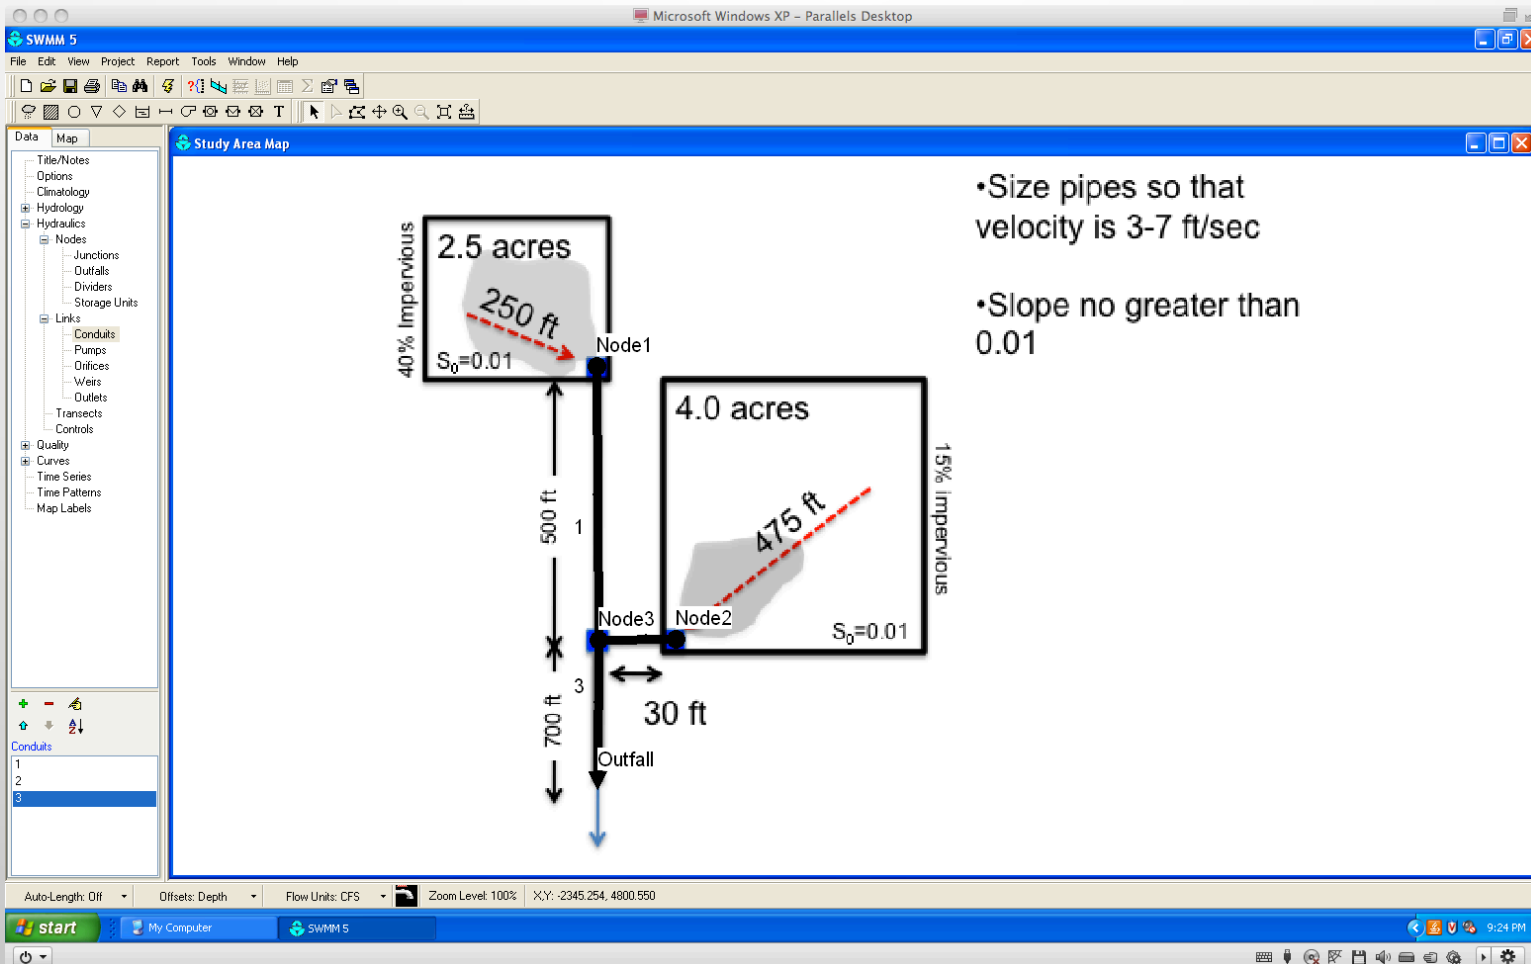 Microsoft Windows XP – Parallels Desktop
SWMM 5
File Edit View Project Report Tools Window Help
T
Data Map
Study Area Map
Title/Notes
Options
Climatology
Hydrology
Hydraulics
Nodes
Junctions
Outfalls
Dividers
Storage Units
Links
Conduits
Pumps
Orifices
Weirs
Outlets
Transects
Controls
Quality
Curves
Time Series
Time Patterns
Map Labels
Conduits
1
2
3
40% Impervious
2.5 acres
250 ft
S0=0.01
Node1
500 ft
1
4.0 acres
475 ft
15% impervious
S0=0.01
Node3
Node2
3
700 ft
30 ft
Outfall
•Size pipes so that
velocity is 3-7 ft/sec
•Slope no greater than
0.01
Auto-Length: Off Offsets: Depth Flow Units: CFS Zoom Level: 100% X,Y: -2345.254, 4800.550
start My Computer SWMM 5 9:24 PM